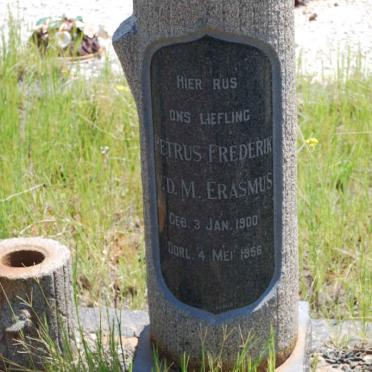 HIER RUS
ONS LIEFLING
PETRUS FREDERIK
D. M. ERASMUS
GEB. 3 JAN. 1900
OORL. 4 MEI 1956